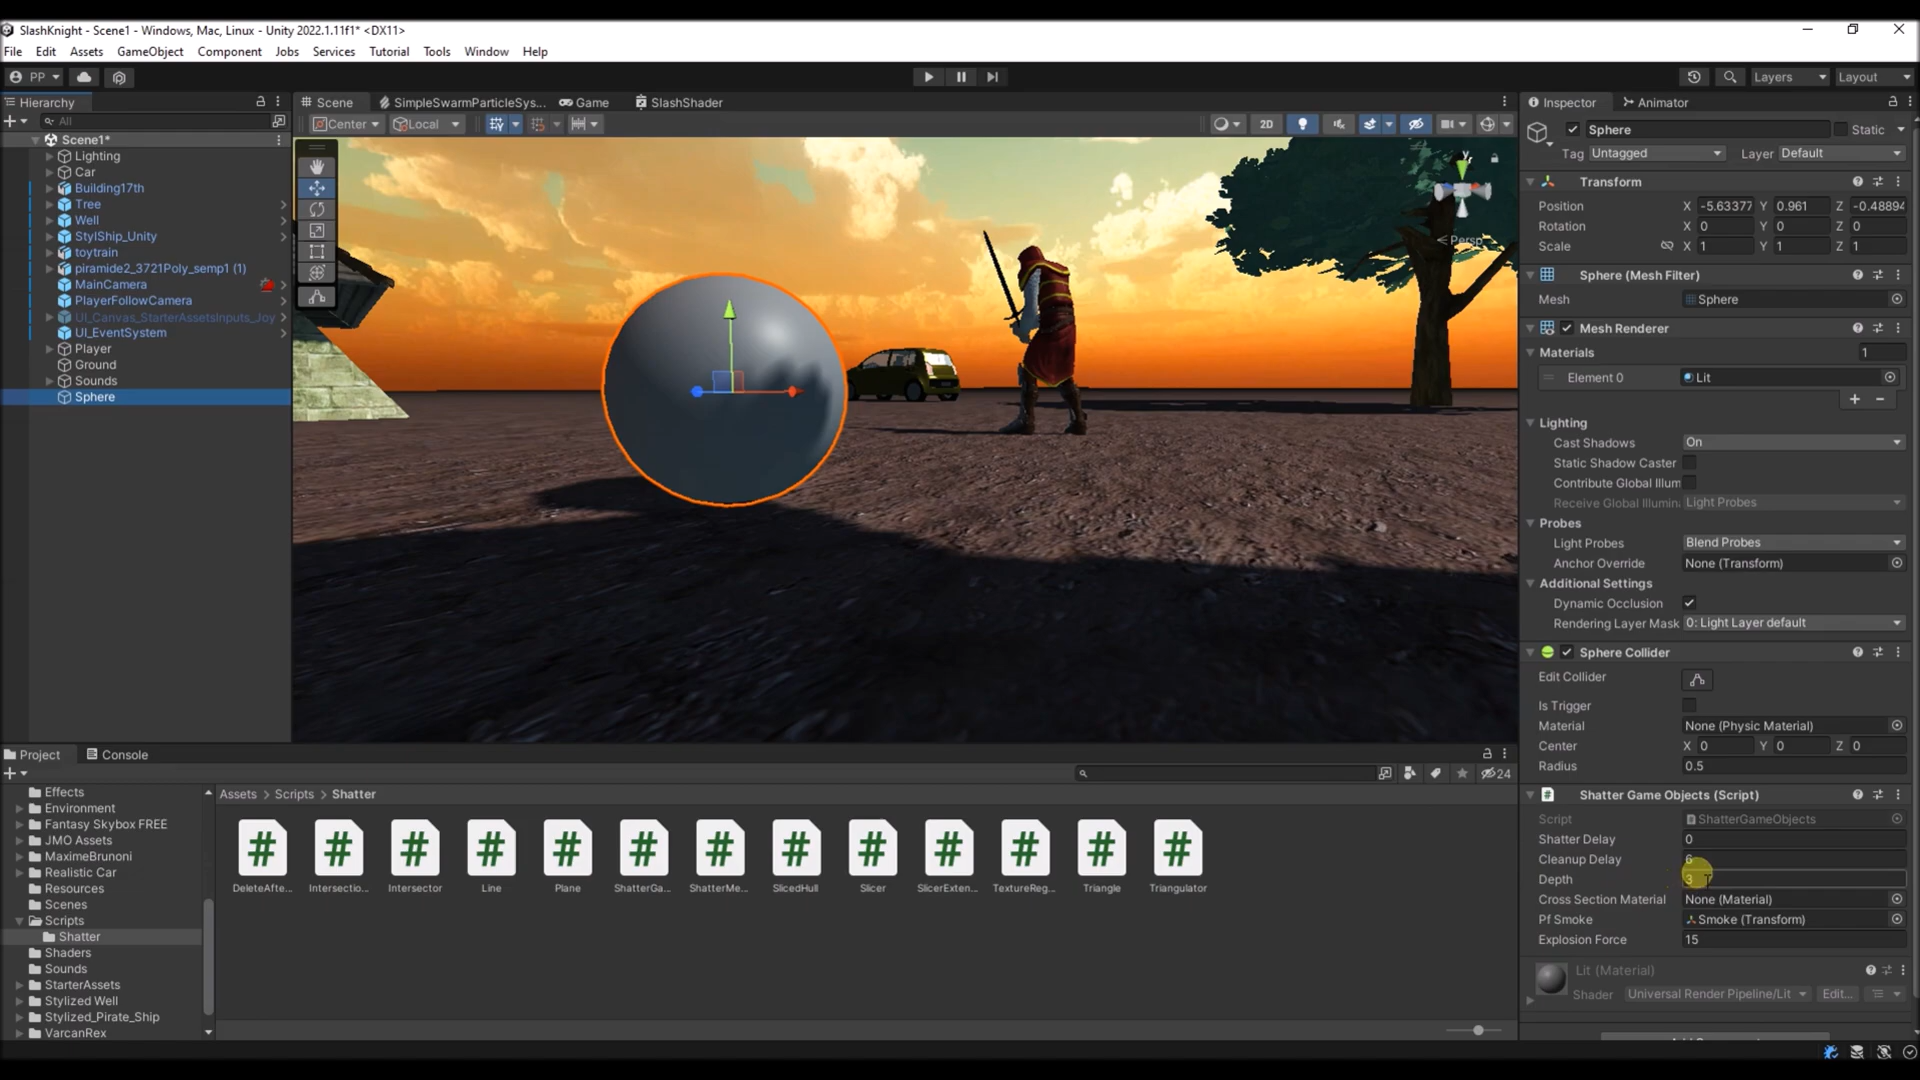 SlashKnight - Scene1 - Windows, Mac, Linux - Unity 2022.1.11f1* <DX11>
File Edit Assets GameObject Component Jobs Services Tutorial Tools Window Help
PP Layers Layout
Hierarchy
All
Scene1*
Lighting
Car
Building17th
Tree
Well
StylShip_Unity
toytrain
piramide2_3721Poly_semp1 (1)
MainCamera
PlayerFollowCamera
UI_Canvas_StarterAssetsInputs_Joy
UI_EventSystem
Player
Ground
Sounds
Sphere
Scene SimpleSwarmParticleSys... Game SlashShader
Center Local 2D
y
Persp
Inspector Animator
Sphere Static
Tag Untagged Layer Default
Transform
Position X -5.63377 Y 0.961 Z -0.48894
Rotation X 0 Y 0 Z 0
Scale X 1 Y 1 Z 1
Sphere (Mesh Filter)
Mesh Sphere
Mesh Renderer
Materials 1
Element 0 Lit
Lighting
Cast Shadows On
Static Shadow Caster
Contribute Global Illum
Receive Global Illumin Light Probes
Probes
Light Probes Blend Probes
Anchor Override None (Transform)
Additional Settings
Dynamic Occlusion
Rendering Layer Mask 0: Light Layer default
Sphere Collider
Edit Collider
Is Trigger
Material None (Physic Material)
Center X 0 Y 0 Z 0
Radius 0.5
Shatter Game Objects (Script)
Script ShatterGameObjects
Shatter Delay 0
Cleanup Delay 6
Depth 3
Cross Section Material None (Material)
Pf Smoke Smoke (Transform)
Explosion Force 15
Lit (Material)
Shader Universal Render Pipeline/Lit Edit...
Project Console
24
Effects
Environment
Fantasy Skybox FREE
JMO Assets
MaximeBrunoni
Realistic Car
Resources
Scenes
Scripts
Shatter
Shaders
Sounds
StarterAssets
Stylized Well
Stylized_Pirate_Ship
VarcanRex
Assets > Scripts > Shatter
DeleteAfte... Intersectio... Intersector Line Plane ShatterGa... ShatterMe... SlicedHull Slicer SlicerExten... TextureReg... Triangle Triangulator